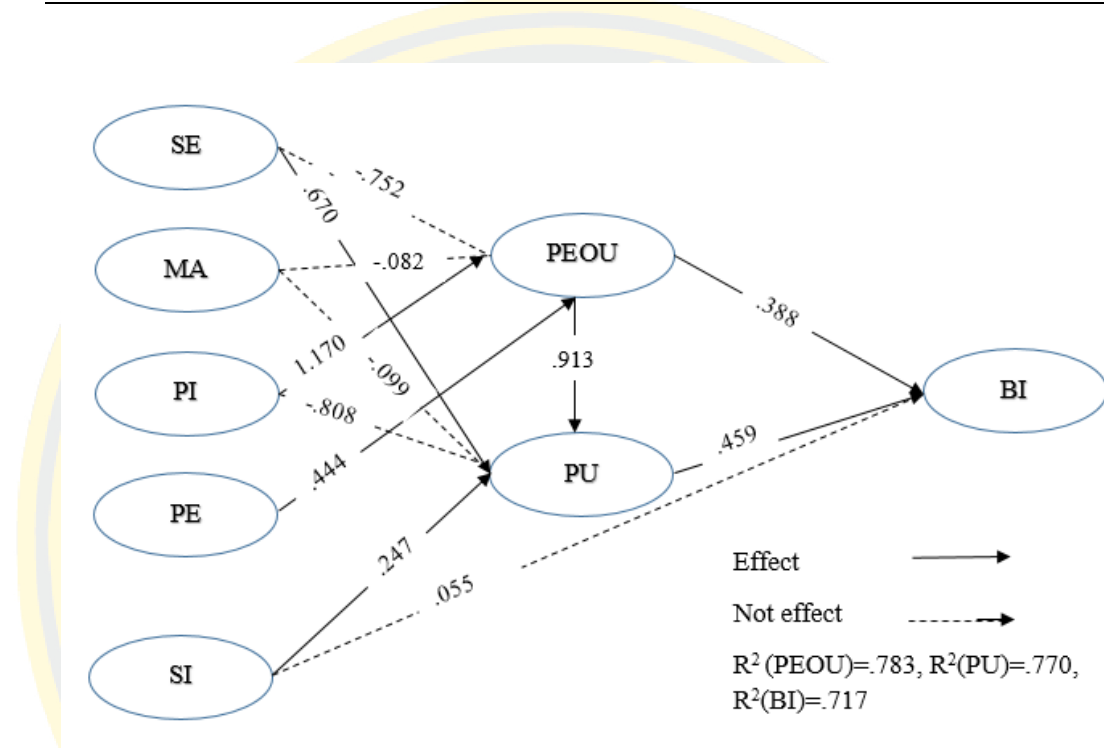 SE
-.752
.670
PEOU
MA
-.082
.388
1.170
.913
-.099
PI
-.808
BI
.459
PU
PE
.444
.247
.055
Effect
Not effect
SI
R² (PEOU)=.783, R²(PU)=.770,
R²(BI)=.717